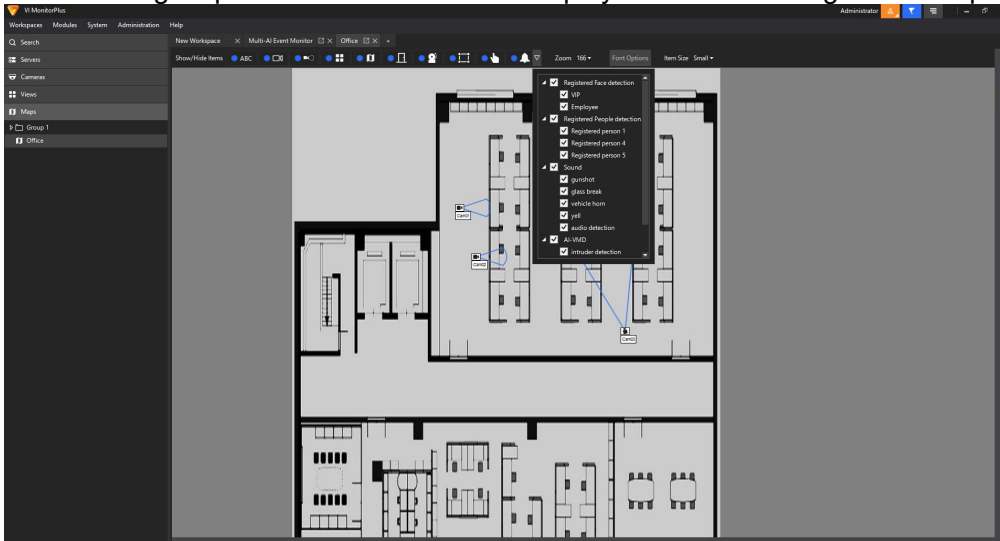 VI MonitorPlus
Administrator
Workspaces Modules System Administration Help
Search
New Workspace Multi-AI Event Monitor Office +
Servers
Show/Hide Items ABC Zoom 166 Font Options Item Size Small
Cameras
Views
Maps
Group 1
Office
Registered Face detection
VIP
Employee
Registered People detection
Registered person 1
Registered person 4
Registered person 5
Sound
gunshot
glass break
vehicle horn
yell
audio detection
AI-VMD
intruder detection
Cam01
Cam02
Cam03